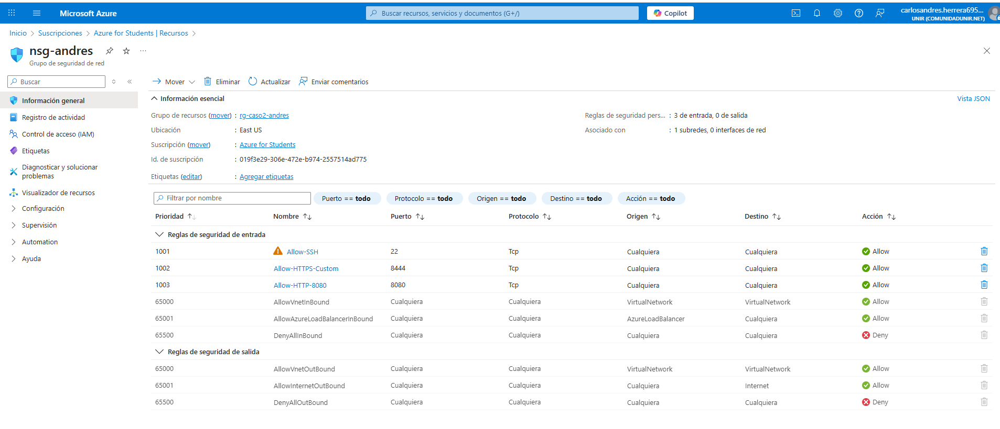 Microsoft Azure
Buscar recursos, servicios y documentos (G+/)
Copilot
carlosandres.herrera695...
UNIR (COMUNIDADUNIR.NET)
Inicio > Suscripciones > Azure for Students | Recursos >
nsg-andres
Grupo de seguridad de red
Buscar
Información general
Registro de actividad
Control de acceso (IAM)
Etiquetas
Diagnosticar y solucionar
problemas
Visualizador de recursos
Configuración
Supervisión
Automation
Ayuda
Mover Eliminar Actualizar Enviar comentarios
Información esencial Vista JSON
Grupo de recursos (mover) : rg-caso2-andres Reglas de seguridad pers... : 3 de entrada, 0 de salida
Ubicación : East US Asociado con : 1 subredes, 0 interfaces de red
Suscripción (mover) : Azure for Students
Id. de suscripción : 019f3e29-306e-472e-b974-2557514ad775
Etiquetas (editar) : Agregar etiquetas
Filtrar por nombre Puerto == todo Protocolo == todo Origen == todo Destino == todo Acción == todo
Prioridad Nombre Puerto Protocolo Origen Destino Acción
Reglas de seguridad de entrada
1001 Allow-SSH 22 Tcp Cualquiera Cualquiera Allow
1002 Allow-HTTPS-Custom 8444 Tcp Cualquiera Cualquiera Allow
1003 Allow-HTTP-8080 8080 Tcp Cualquiera Cualquiera Allow
65000 AllowVnetInBound Cualquiera Cualquiera VirtualNetwork VirtualNetwork Allow
65001 AllowAzureLoadBalancerInBound Cualquiera Cualquiera AzureLoadBalancer Cualquiera Allow
65500 DenyAllInBound Cualquiera Cualquiera Cualquiera Cualquiera Deny
Reglas de seguridad de salida
65000 AllowVnetOutBound Cualquiera Cualquiera VirtualNetwork VirtualNetwork Allow
65001 AllowInternetOutBound Cualquiera Cualquiera Cualquiera Internet Allow
65500 DenyAllOutBound Cualquiera Cualquiera Cualquiera Cualquiera Deny